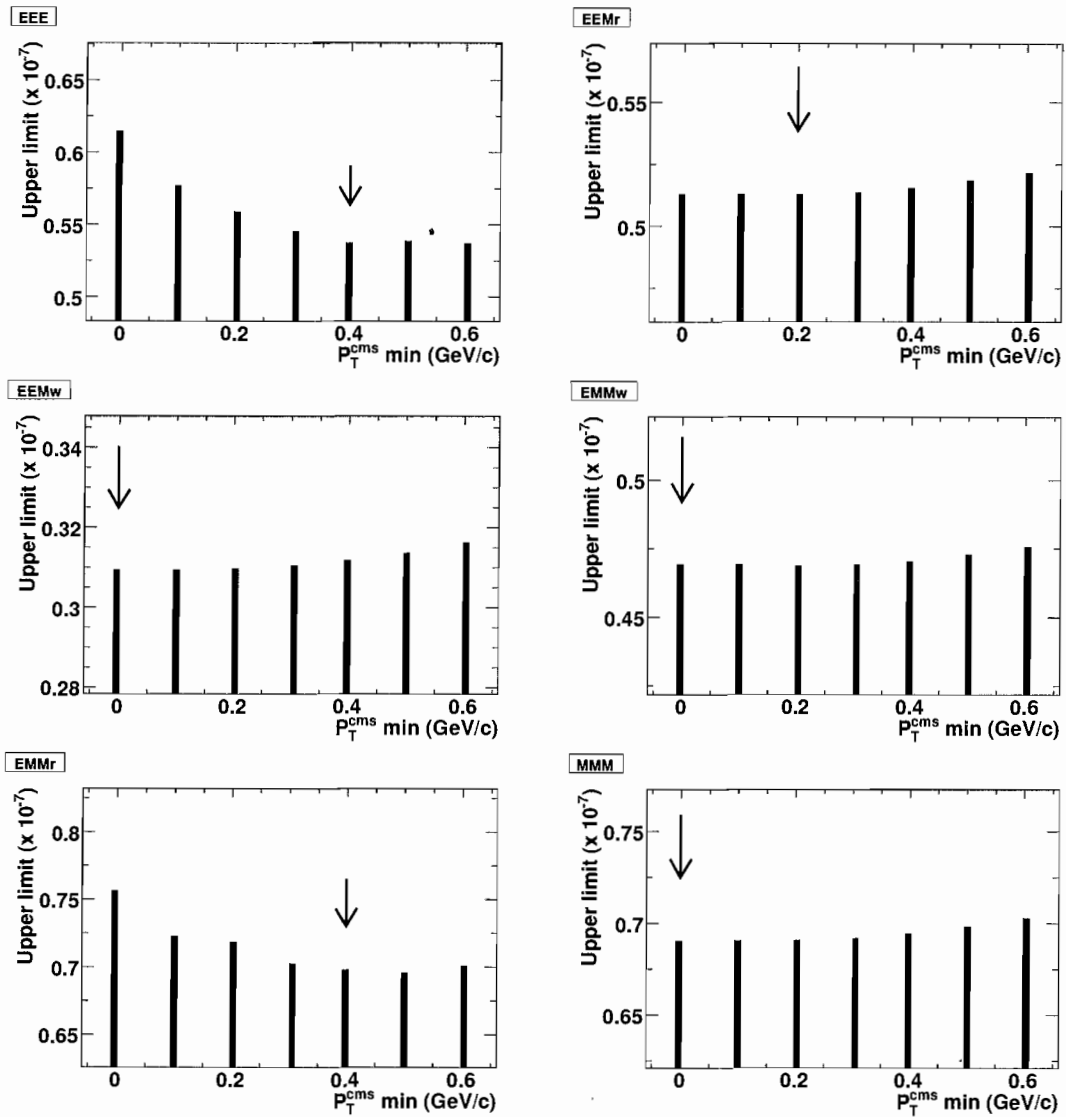 EEE
Upper limit (x 10⁻⁷)
0.65
0.6
0.55
0.5
0 0.2 0.4 0.6
P_T^cms min (GeV/c)
EEMr
Upper limit (x 10⁻⁷)
0.55
0.5
0 0.2 0.4 0.6
P_T^cms min (GeV/c)
EEMw
Upper limit (x 10⁻⁷)
0.34
0.32
0.3
0.28
0 0.2 0.4 0.6
P_T^cms min (GeV/c)
EMMw
Upper limit (x 10⁻⁷)
0.5
0.45
0 0.2 0.4 0.6
P_T^cms min (GeV/c)
EMMr
Upper limit (x 10⁻⁷)
0.8
0.75
0.7
0.65
0 0.2 0.4 0.6
P_T^cms min (GeV/c)
MMM
Upper limit (x 10⁻⁷)
0.75
0.7
0.65
0 0.2 0.4 0.6
P_T^cms min (GeV/c)